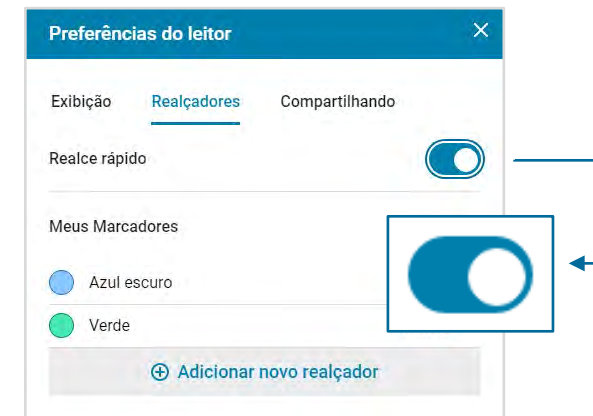 Preferências do leitor
Exibição Realçadores Compartilhando
Realce rápido
Meus Marcadores
Azul escuro
Verde
Adicionar novo realçador